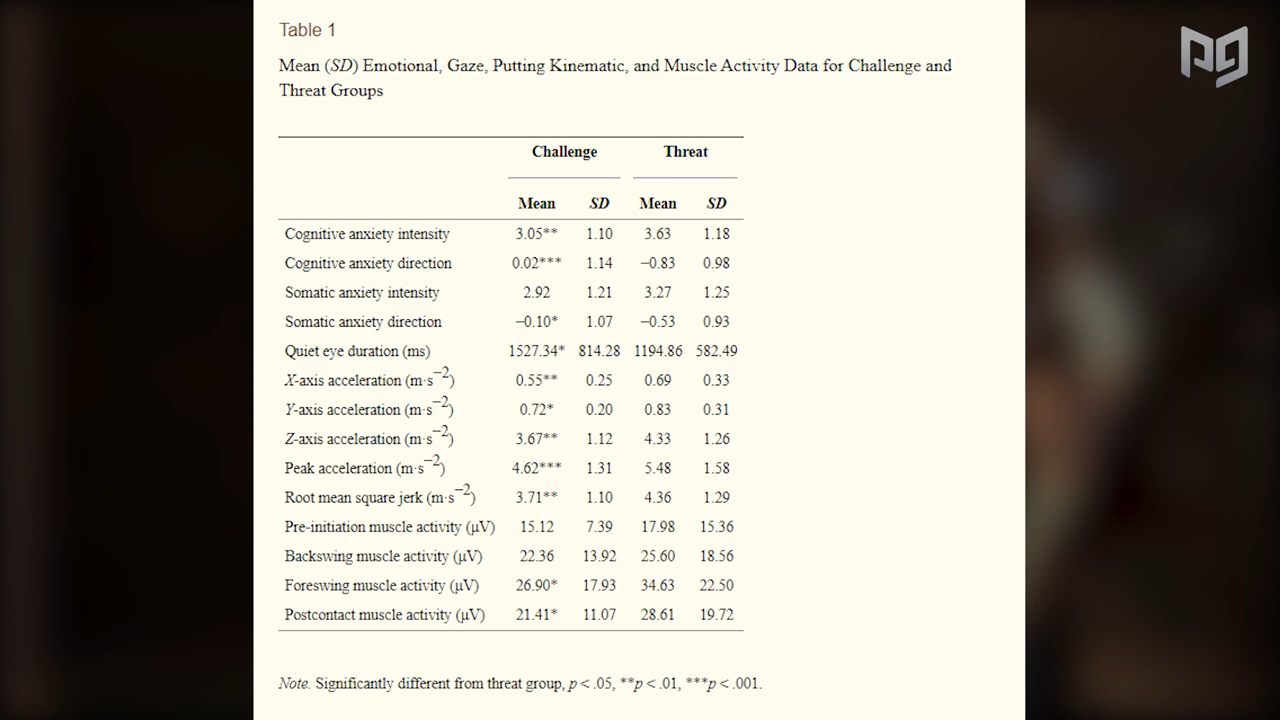 Table 1
Mean (SD) Emotional, Gaze, Putting Kinematic, and Muscle Activity Data for Challenge and
Threat Groups
Challenge Threat
Mean SD Mean SD
Cognitive anxiety intensity 3.05** 1.10 3.63 1.18
Cognitive anxiety direction 0.02*** 1.14 −0.83 0.98
Somatic anxiety intensity 2.92 1.21 3.27 1.25
Somatic anxiety direction −0.10* 1.07 −0.53 0.93
Quiet eye duration (ms) 1527.34* 814.28 1194.86 582.49
X-axis acceleration (m·s−2) 0.55** 0.25 0.69 0.33
Y-axis acceleration (m·s−2) 0.72* 0.20 0.83 0.31
Z-axis acceleration (m·s−2) 3.67** 1.12 4.33 1.26
Peak acceleration (m·s−2) 4.62*** 1.31 5.48 1.58
Root mean square jerk (m·s−2) 3.71** 1.10 4.36 1.29
Pre-initiation muscle activity (μV) 15.12 7.39 17.98 15.36
Backswing muscle activity (μV) 22.36 13.92 25.60 18.56
Foreswing muscle activity (μV) 26.90* 17.93 34.63 22.50
Postcontact muscle activity (μV) 21.41* 11.07 28.61 19.72
Note. Significantly different from threat group, p < .05, **p < .01, ***p < .001.
PG